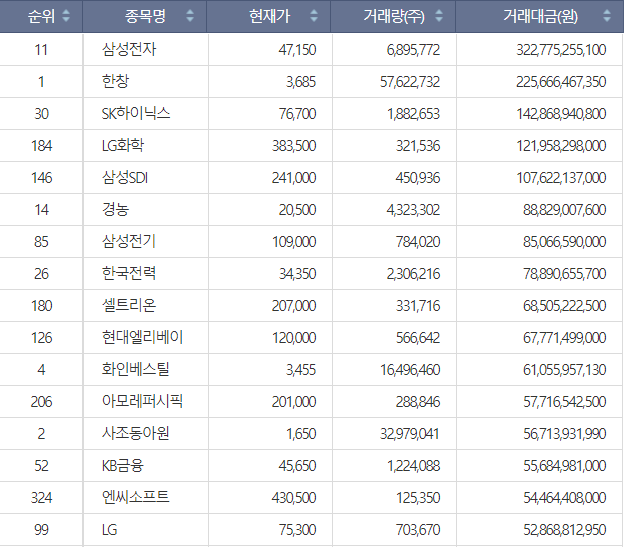 순위 종목명 현재가 거래량(주) 거래대금(원)
11 삼성전자 47,150 6,895,772 322,775,255,100
1 한창 3,685 57,622,732 225,666,467,350
30 SK하이닉스 76,700 1,882,653 142,868,940,800
184 LG화학 383,500 321,536 121,958,298,000
146 삼성SDI 241,000 450,936 107,622,137,000
14 경농 20,500 4,323,302 88,829,007,600
85 삼성전기 109,000 784,020 85,066,590,000
26 한국전력 34,350 2,306,216 78,890,655,700
180 셀트리온 207,000 331,716 68,505,222,500
126 현대엘리베이 120,000 566,642 67,771,499,000
4 화인베스틸 3,455 16,496,460 61,055,957,130
206 아모레퍼시픽 201,000 288,846 57,716,542,500
2 사조동아원 1,650 32,979,041 56,713,931,990
52 KB금융 45,650 1,224,088 55,684,981,000
324 엔씨소프트 430,500 125,350 54,464,408,000
99 LG 75,300 703,670 52,868,812,950